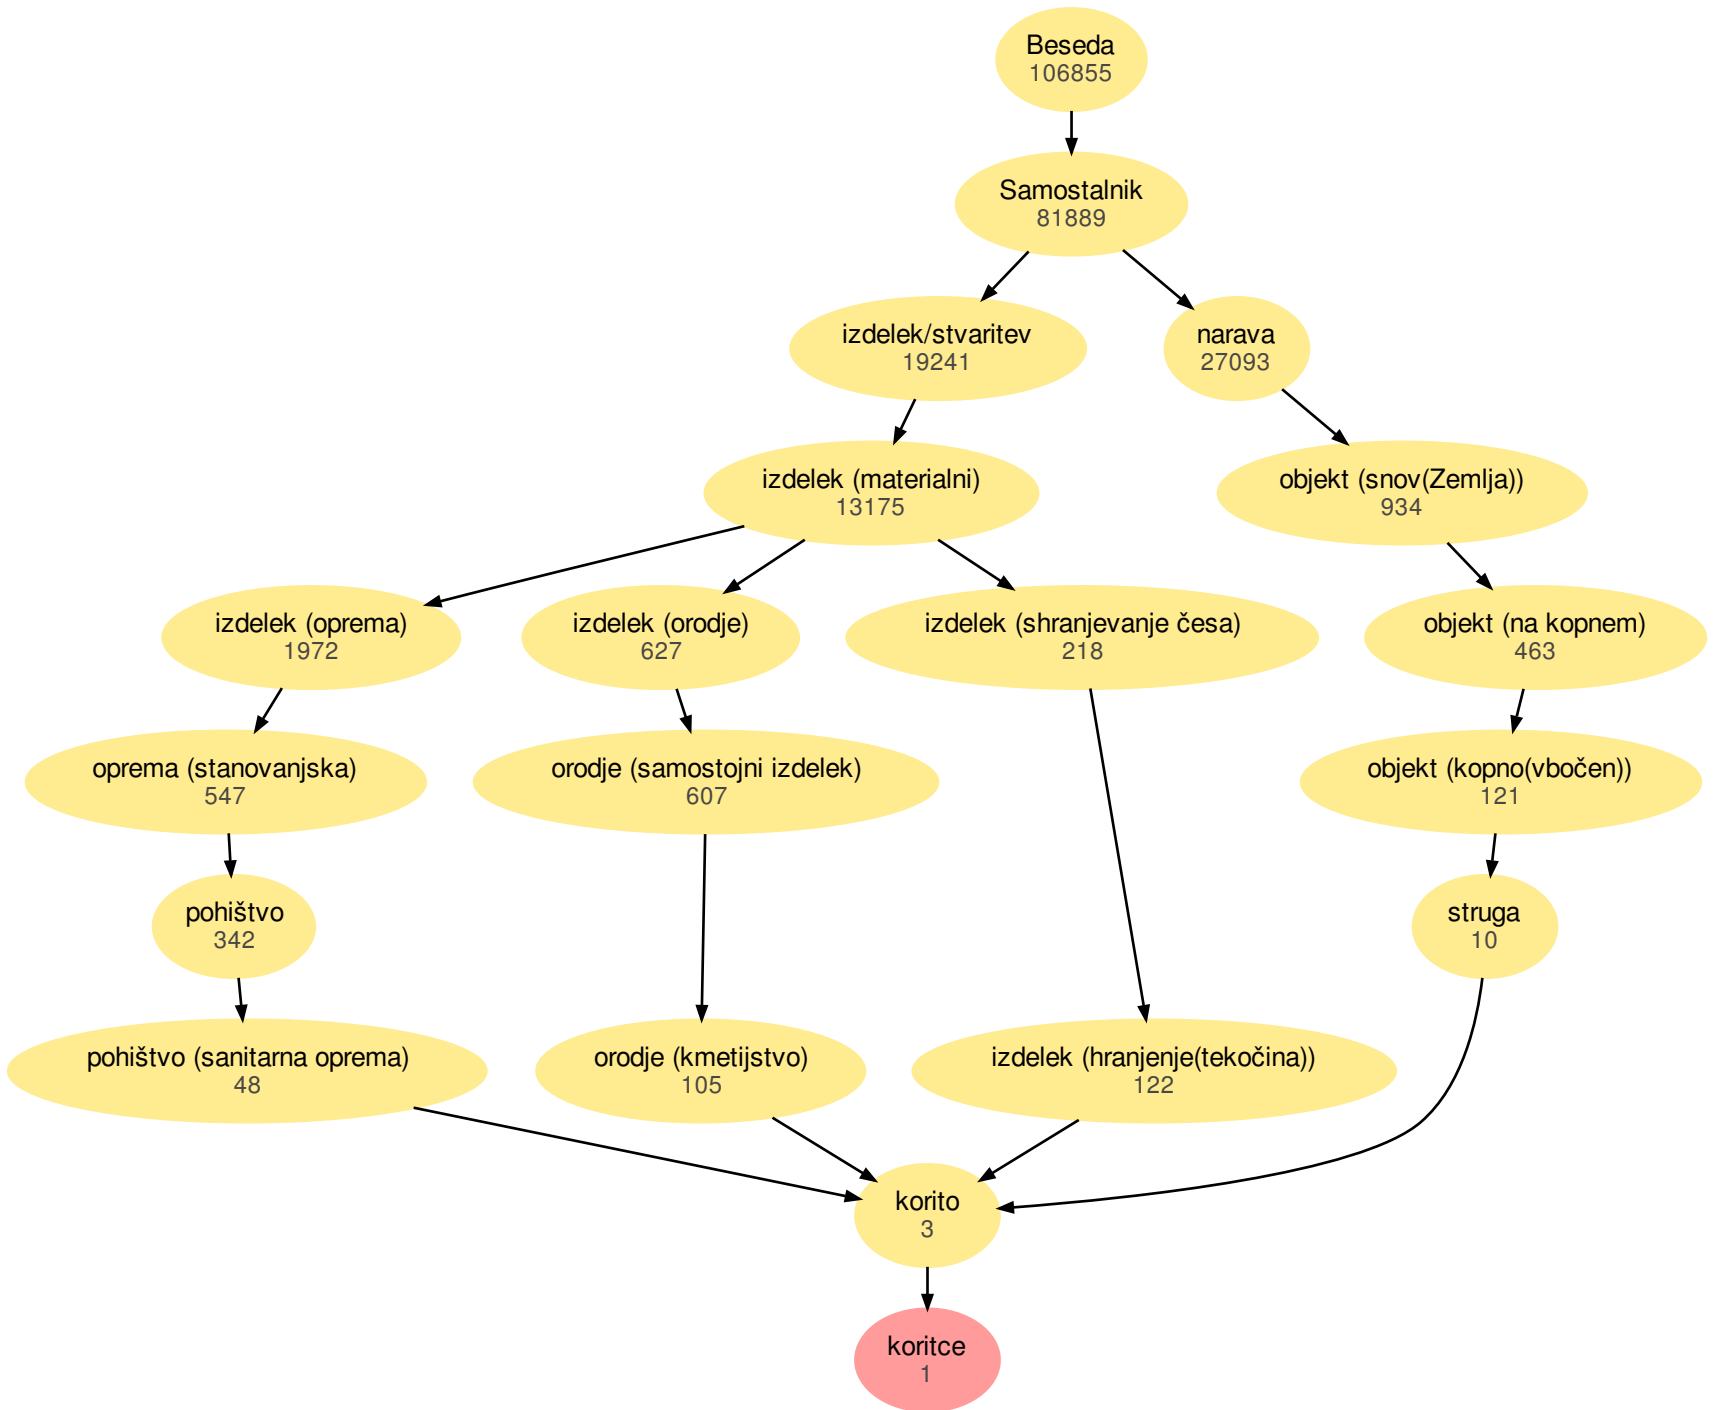 Beseda
106855
Samostalnik
81889
izdelek/stvaritev
19241
narava
27093
izdelek (materialni)
13175
objekt (snov(Zemlja))
934
izdelek (oprema)
1972
izdelek (orodje)
627
izdelek (shranjevanje česa)
218
objekt (na kopnem)
463
oprema (stanovanjska)
547
orodje (samostojni izdelek)
607
objekt (kopno(vbočen))
121
pohištvo
342
struga
10
pohištvo (sanitarna oprema)
48
orodje (kmetijstvo)
105
izdelek (hranjenje(tekočina))
122
korito
3
koritce
1